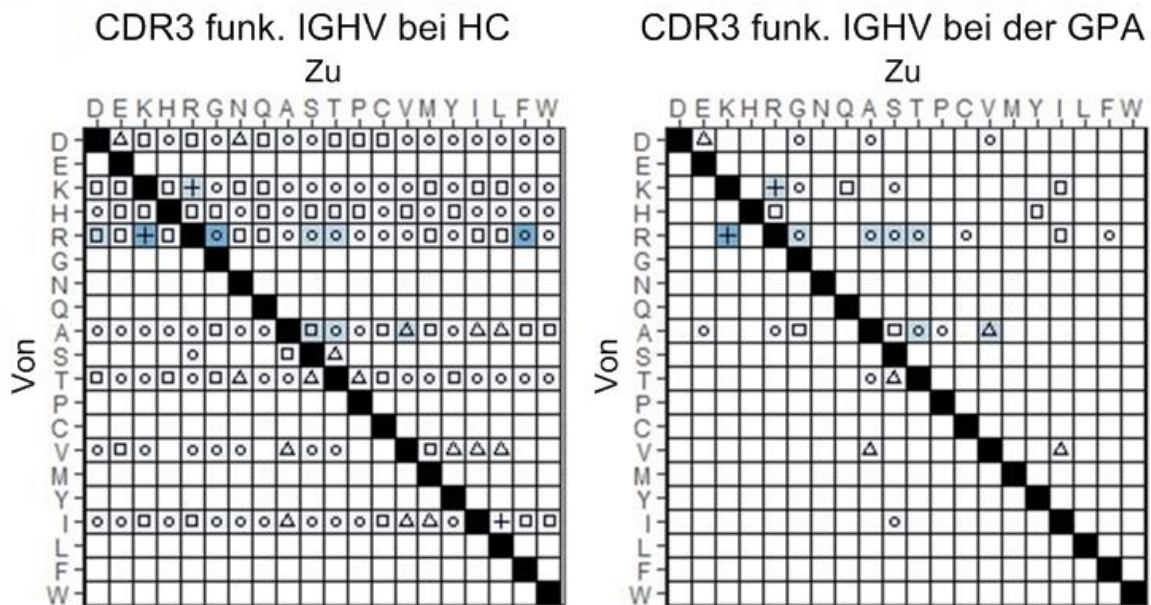 CDR3 funk. IGHV bei HC
Zu
D E K H R G N Q A S T P C V M Y I L F W
Von
D
E
K
H
R
G
N
Q
A
S
T
P
C
V
M
Y
I
L
F
W
CDR3 funk. IGHV bei der GPA
Zu
D E K H R G N Q A S T P C V M Y I L F W
Von
D
E
K
H
R
G
N
Q
A
S
T
P
C
V
M
Y
I
L
F
W